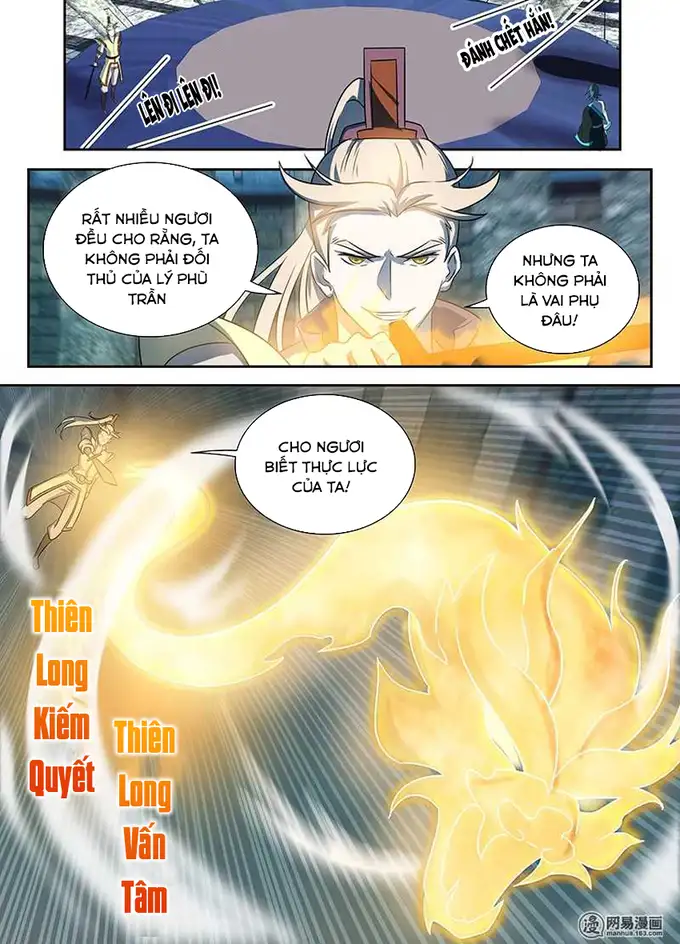 LÊN ĐI LÊN ĐI!
ĐÁNH CHẾT HẮN!
RẤT NHIỀU NGƯƠI
ĐỀU CHO RẰNG, TA
KHÔNG PHẢI ĐỐI
THỦ CỦA LÝ PHÙ
TRẦN
NHƯNG TA
KHÔNG PHẢI
LÀ VAI PHỤ
ĐÂU!
CHO NGƯƠI
BIẾT THỰC LỰC
CỦA TA!
Thiên
Long
Kiếm
Quyết
Thiên
Long
Vấn
Tâm
漫 网易漫画
manhua.163.com